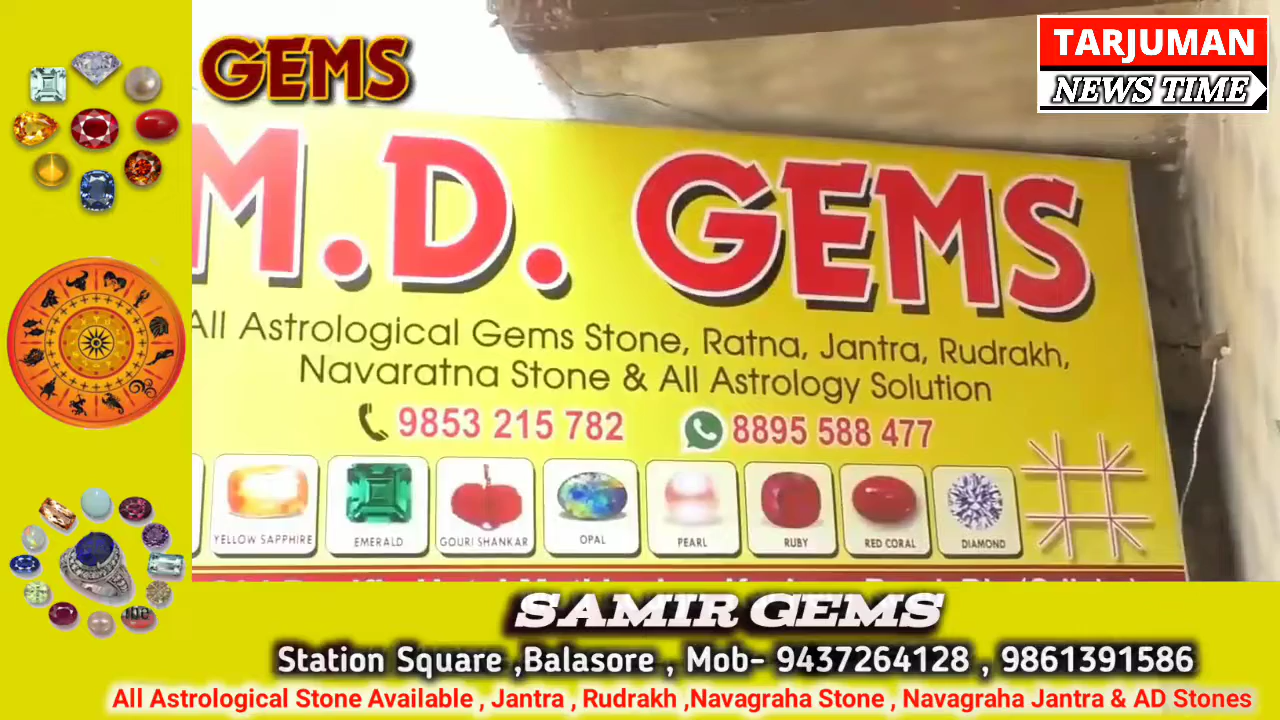 GEMS
TARJUMAN
NEWS TIME
M.D. GEMS
All Astrological Gems Stone, Ratna, Jantra, Rudrakh,
Navaratna Stone & All Astrology Solution
9853 215 782 8895 588 477
YELLOW SAPPHIRE EMERALD GOURI SHANKAR OPAL PEARL RUBY RED CORAL DIAMOND
SAMIR GEMS
Station Square ,Balasore , Mob- 9437264128 , 9861391586
All Astrological Stone Available , Jantra , Rudrakh ,Navagraha Stone , Navagraha Jantra & AD Stones